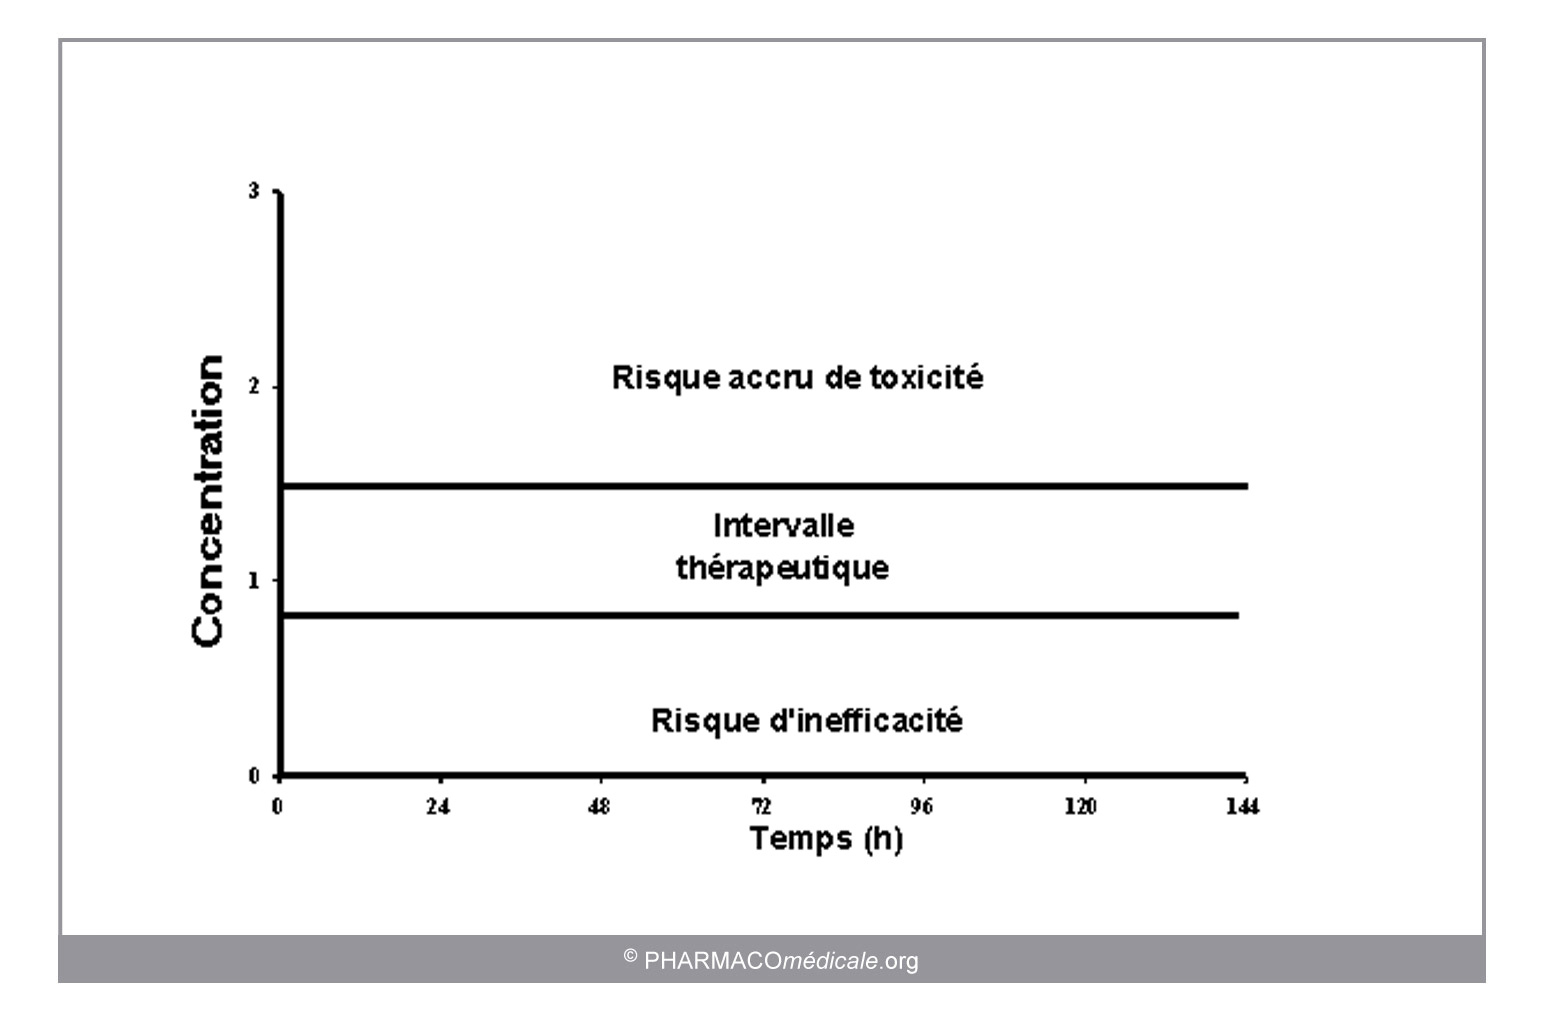 3
Risque accru de toxicité
2
Concentration
Intervalle
thérapeutique
1
Risque d'inefficacité
0
0 24 48 72 96 120 144
Temps (h)
© PHARMACOmédicale.org